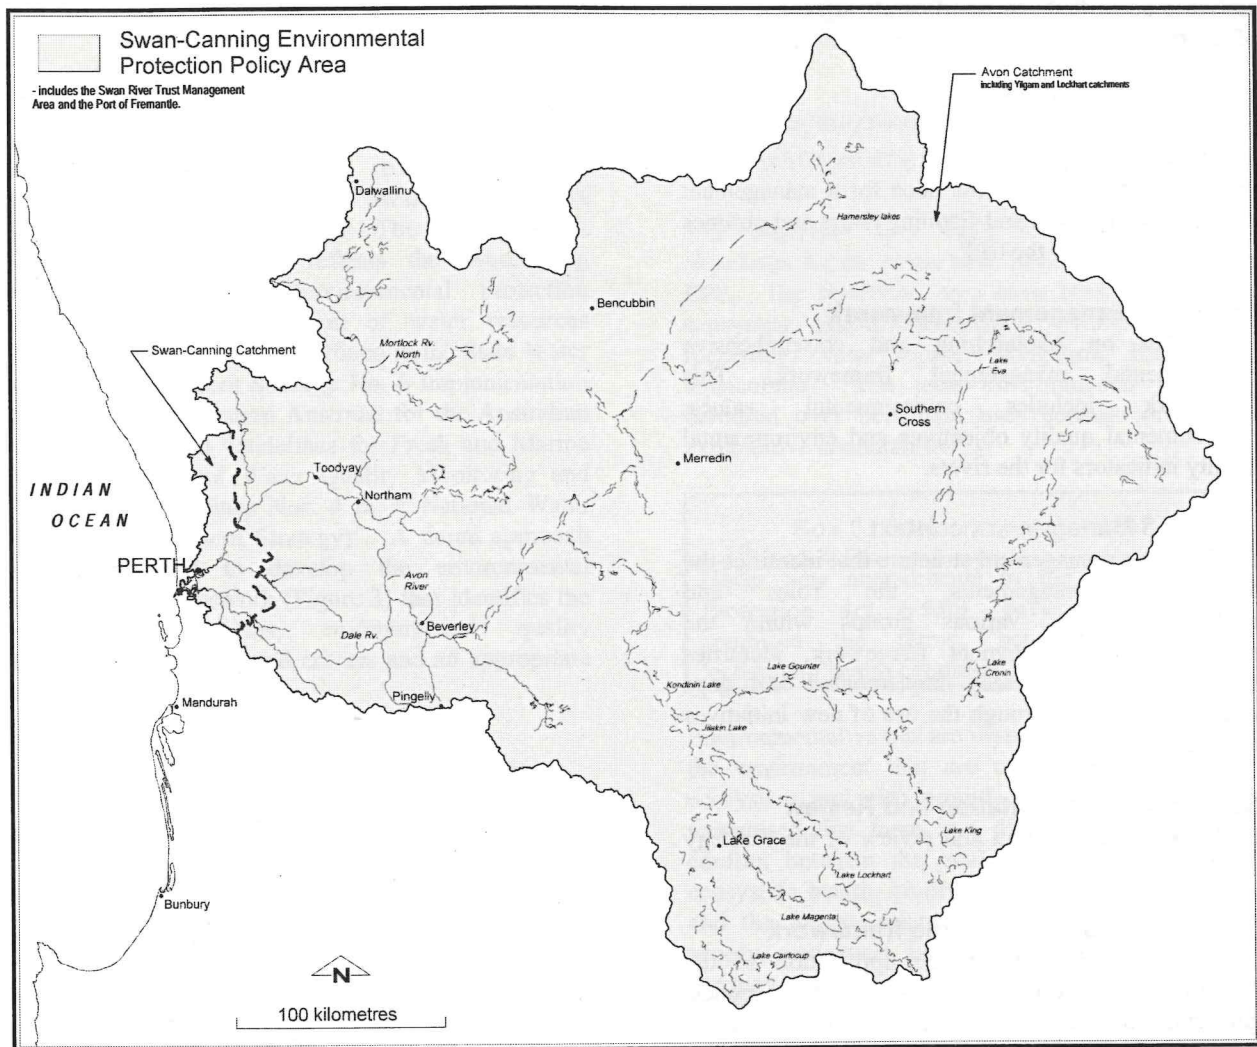 Swan-Canning Environmental
Protection Policy Area
- includes the Swan River Trust Management
Area and the Port of Fremantle.
Avon Catchment
including Yilgarn and Lockhart catchments
Dalwallinu
Hamersley lakes
Bencubbin
Mortlock Rv.
North
Swan-Canning Catchment
Lake
Eva
Southern
Cross
Merredin
Toodyay
Northam
INDIAN
OCEAN
PERTH
Avon
River
Beverley
Dale Rv.
Lake Gounter
Lake
Cronin
Kondinin Lake
Pingelly
Mandurah
Jilakin Lake
Lake King
Lake Grace
Lake Lockhart
Bunbury
Lake Magenta
Lake Cairlocup
N
100 kilometres